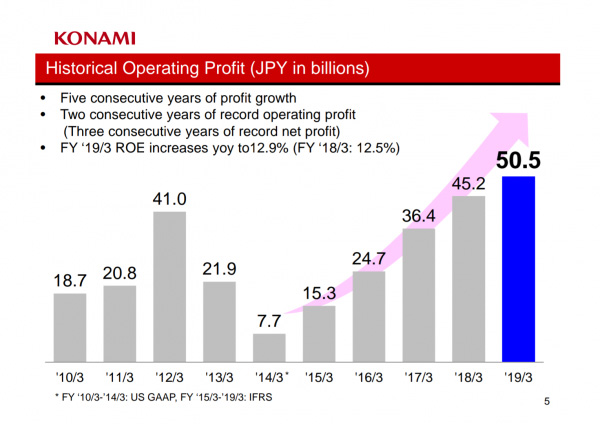 KONAMI
Historical Operating Profit (JPY in billions)
• Five consecutive years of profit growth
• Two consecutive years of record operating profit
(Three consecutive years of record net profit)
• FY ‘19/3 ROE increases yoy to12.9% (FY ‘18/3: 12.5%)
18.7
20.8
41.0
21.9
7.7
15.3
24.7
36.4
45.2
50.5
'10/3 '11/3 '12/3 '13/3 '14/3* '15/3 '16/3 '17/3 '18/3 '19/3
* FY ‘10/3-’14/3: US GAAP, FY ‘15/3-’19/3: IFRS
5